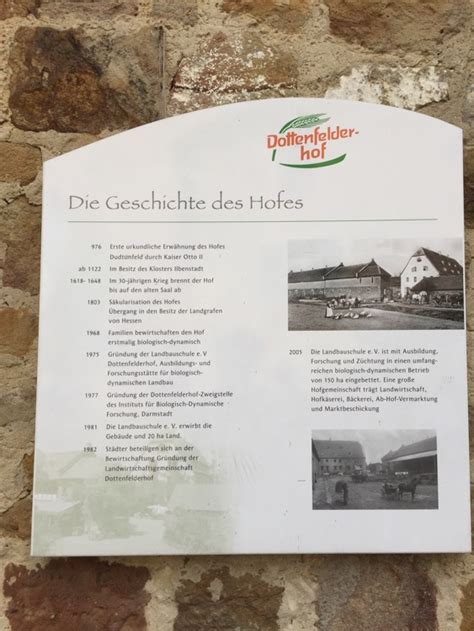 Dottenfelder-
hof
Die Geschichte des Hofes
976 Erste urkundliche Erwähnung des Hofes
Dudtunfeld durch Kaiser Otto II
ab 1122 Im Besitz des Klosters Ilbenstadt
1618- 1648 Im 30-jährigen Krieg brennt der Hof
bis auf den alten Saal ab
1803 Säkularisation des Hofes
Übergang in den Besitz der Landgrafen
von Hessen
1968 Familien bewirtschaften den Hof
erstmalig biologisch-dynamisch
1975 Gründung der Landbauschule e. V
Dottenfelderhof, Ausbildungs- und
Forschungsstätte für biologisch-
dynamischen Landbau
1977 Gründung der Dottenfelderhof-Zweigstelle
des Instituts für Biologisch-Dynamische
Forschung, Darmstadt
1981 Die Landbauschule e. V. erwirbt die
Gebäude und 20 ha Land.
1982 Städter beteiligen sich an der
Bewirtschaftung Gründung der
Landwirtschaftsgemeinschaft
Dottenfelderhof
2005 Die Landbauschule e. V. ist mit Ausbildung,
Forschung und Züchtung in einen umfang-
reichen biologisch-dynamischen Betrieb
von 150 ha eingebettet. Eine große
Hofgemeinschaft trägt Landwirtschaft,
Hofkäserei, Bäckerei, Ab-Hof-Vermarktung
und Marktbeschickung